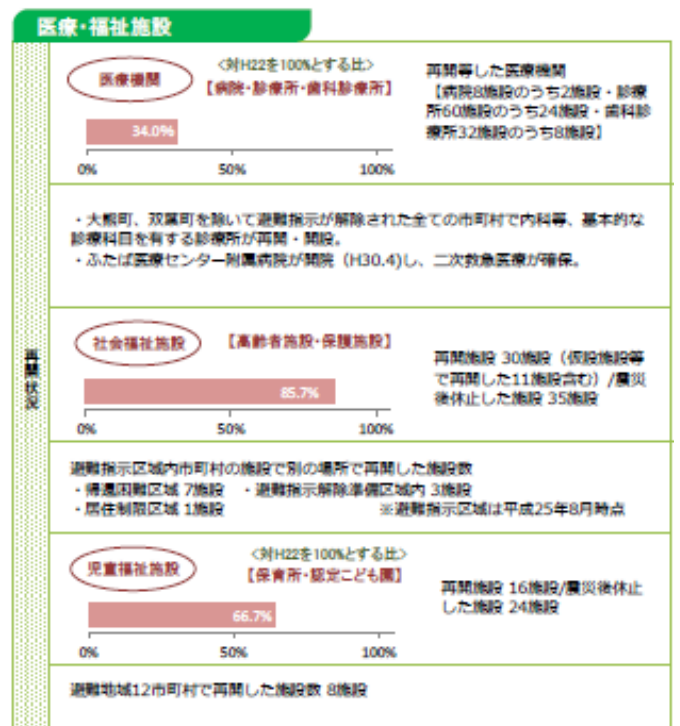 医療・福祉施設
再開状況
医療機関
<対H22を100%とする比>
【病院・診療所・歯科診療所】
34.0%
0% 50% 100%
再開等した医療機関
【病院8施設のうち2施設・診療
所60施設のうち24施設・歯科診
療所32施設のうち8施設】
・大熊町、双葉町を除いて避難指示が解除された全ての市町村で内科等、基本的な
診療科目を有する診療所が再開・開設。
・ふたば医療センター附属病院が開院（H30.4)し、二次救急医療が確保。
社会福祉施設
【高齢者施設・保護施設】
85.7%
0% 50% 100%
再開施設 30施設（仮設施設等
で再開した11施設含む）/震災
後休止した施設 35施設
避難指示区域内市町村の施設で別の場所で再開した施設数
・帰還困難区域 7施設 ・避難指示解除準備区域内 3施設
・居住制限区域 1施設 ※避難指示区域は平成25年8月時点
児童福祉施設
<対H22を100%とする比>
【保育所・認定こども園】
66.7%
0% 50% 100%
再開施設 16施設/震災後休止
した施設 24施設
避難地域12市町村で再開した施設数 8施設